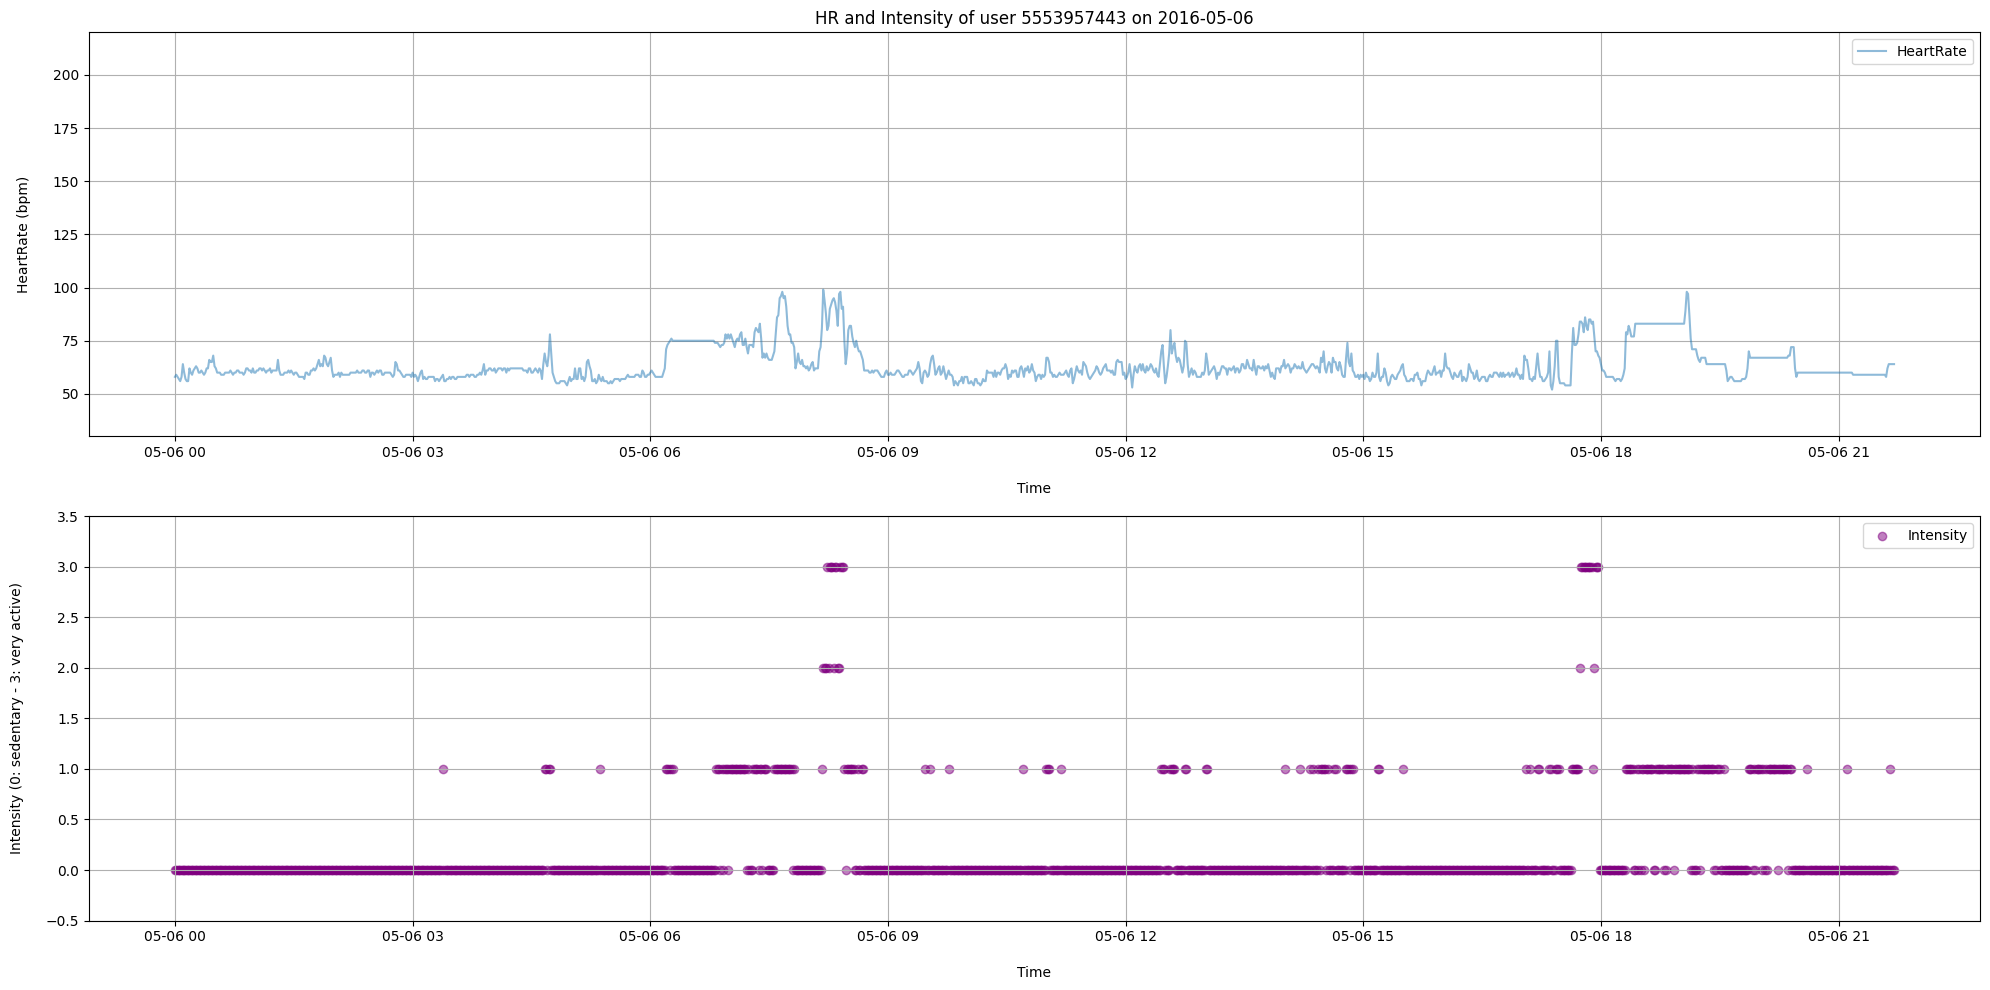 HR and Intensity of user 5553957443 on 2016-05-06
HeartRate
200
175
150
125
100
75
50
HeartRate (bpm)
05-06 00 05-06 03 05-06 06 05-06 09 05-06 12 05-06 15 05-06 18 05-06 21
Time
Intensity
3.5
3.0
2.5
2.0
1.5
1.0
0.5
0.0
−0.5
Intensity (0: sedentary - 3: very active)
05-06 00 05-06 03 05-06 06 05-06 09 05-06 12 05-06 15 05-06 18 05-06 21
Time